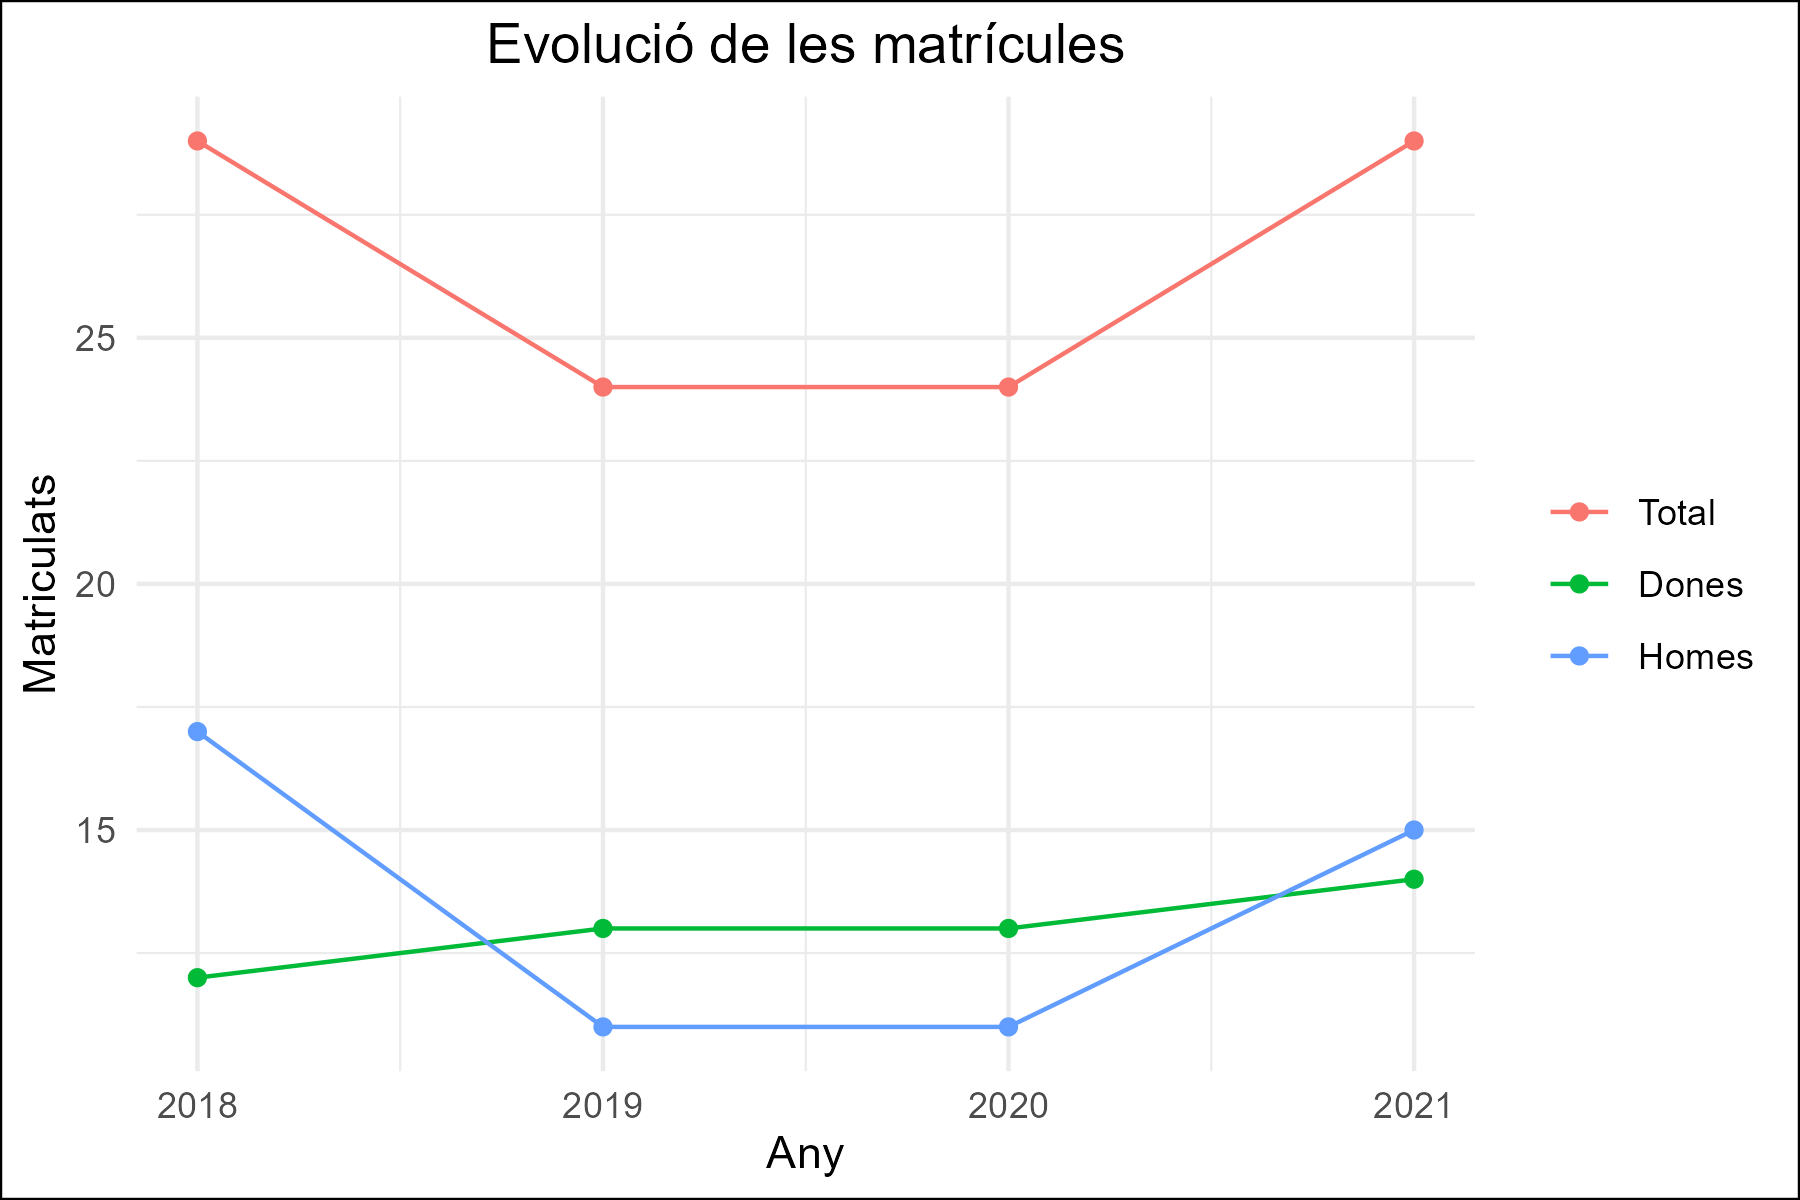 Evolució de les matrícules
Matriculats
25
20
15
2018 2019 2020 2021
Any
Total
Dones
Homes